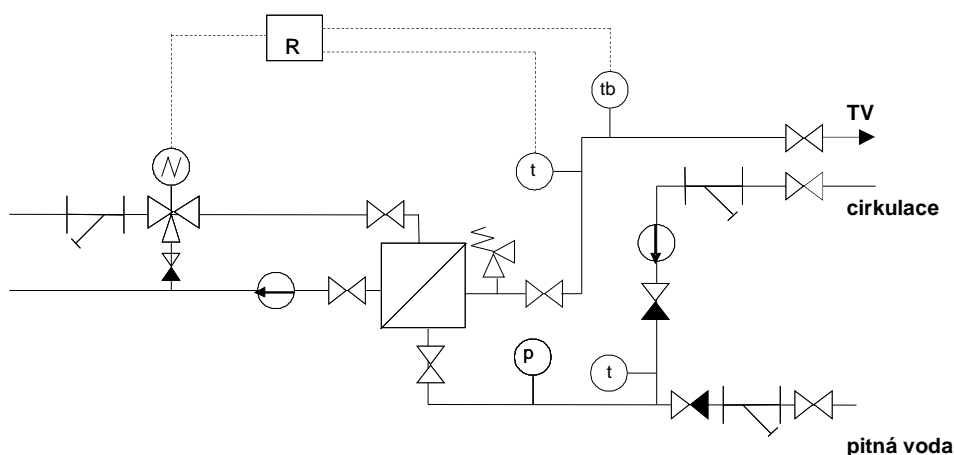 R
tb
TV
t
cirkulace
p
t
pitná voda